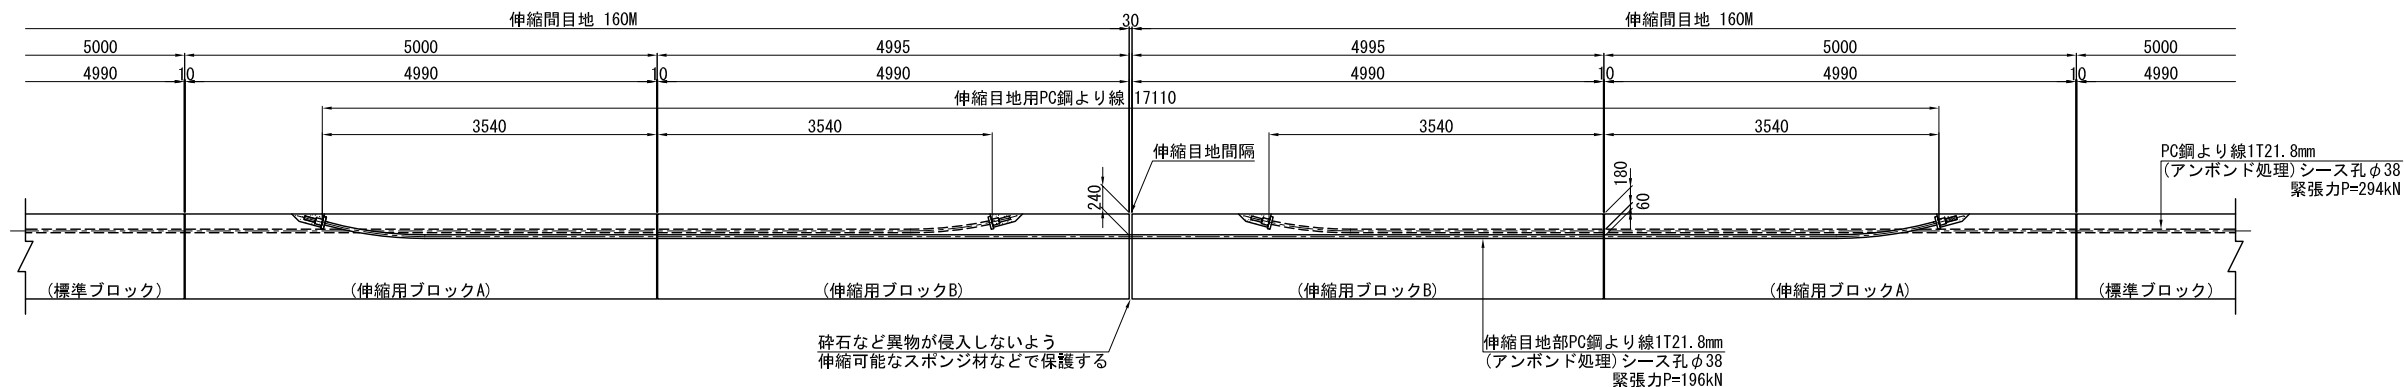 伸縮間目地 160M
30
伸縮間目地 160M
5000
5000
4995
4995
5000
5000
4990
10
4990
10
4990
4990
10
4990
10
4990
伸縮目地用PC鋼より線 17110
3540
3540
3540
3540
伸縮目地間隔
240
180
60
PC鋼より線1T21.8mm
(アンボンド処理)シース孔φ38
緊張力P=294kN
(標準ブロック)
(伸縮用ブロックA)
(伸縮用ブロックB)
(伸縮用ブロックB)
(伸縮用ブロックA)
(標準ブロック)
砕石など異物が侵入しないよう
伸縮可能なスポンジ材などで保護する
伸縮目地部PC鋼より線1T21.8mm
(アンボンド処理)シース孔φ38
緊張力P=196kN